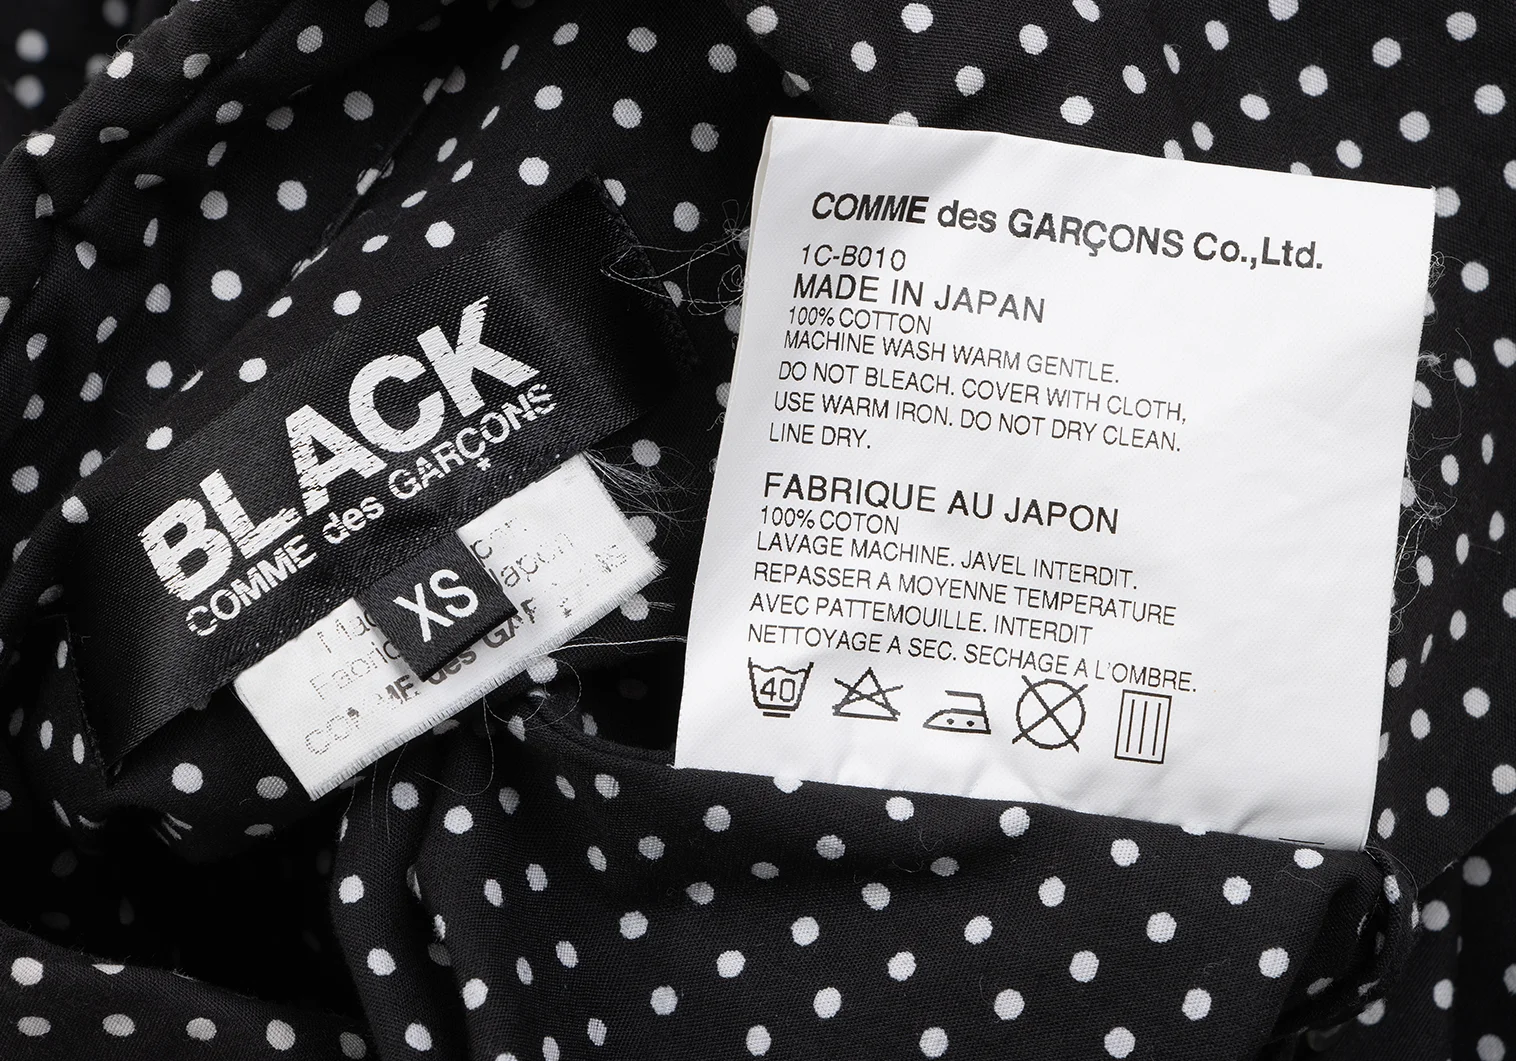 BLACK
COMME des GARÇONS
XS
COMME des GARÇONS Co.,Ltd.
1C-B010
MADE IN JAPAN
100% COTTON
MACHINE WASH WARM GENTLE.
DO NOT BLEACH. COVER WITH CLOTH,
USE WARM IRON. DO NOT DRY CLEAN.
LINE DRY.
FABRIQUE AU JAPON
100% COTON
LAVAGE MACHINE. JAVEL INTERDIT.
REPASSER A MOYENNE TEMPERATURE
AVEC PATTEMOUILLE. INTERDIT
NETTOYAGE A SEC. SECHAGE A L'OMBRE.
40